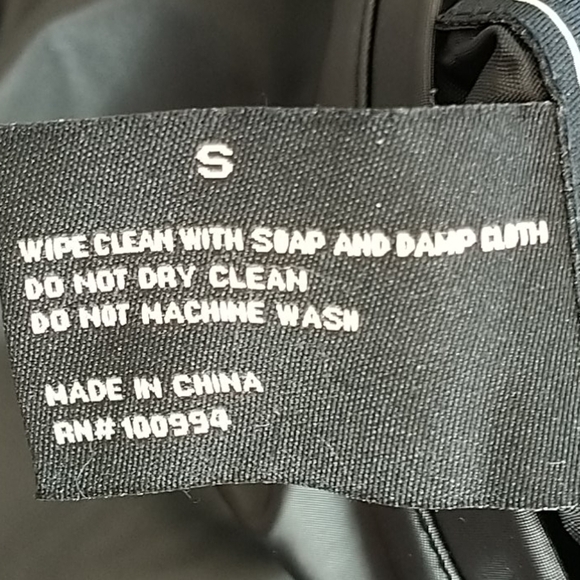 S
WIPE CLEAN WITH SOAP AND DAMP CLOTH
DO NOT DRY CLEAN
DO NOT MACHINE WASH
MADE IN CHINA
RN#100994